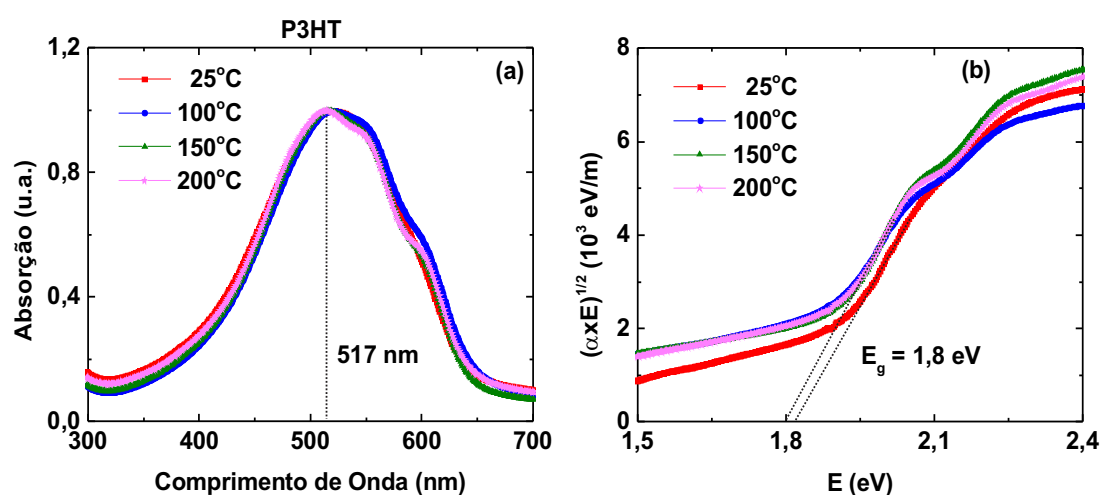 P3HT
1,2
0,8
0,4
0,0
Absorção (u.a.)
25°C
100°C
150°C
200°C
(a)
517 nm
300 400 500 600 700
Comprimento de Onda (nm)
8
6
4
2
0
(αxE)^1/2 (10^3 eV/m)
25°C
100°C
150°C
200°C
(b)
E_g = 1,8 eV
1,5 1,8 2,1 2,4
E (eV)